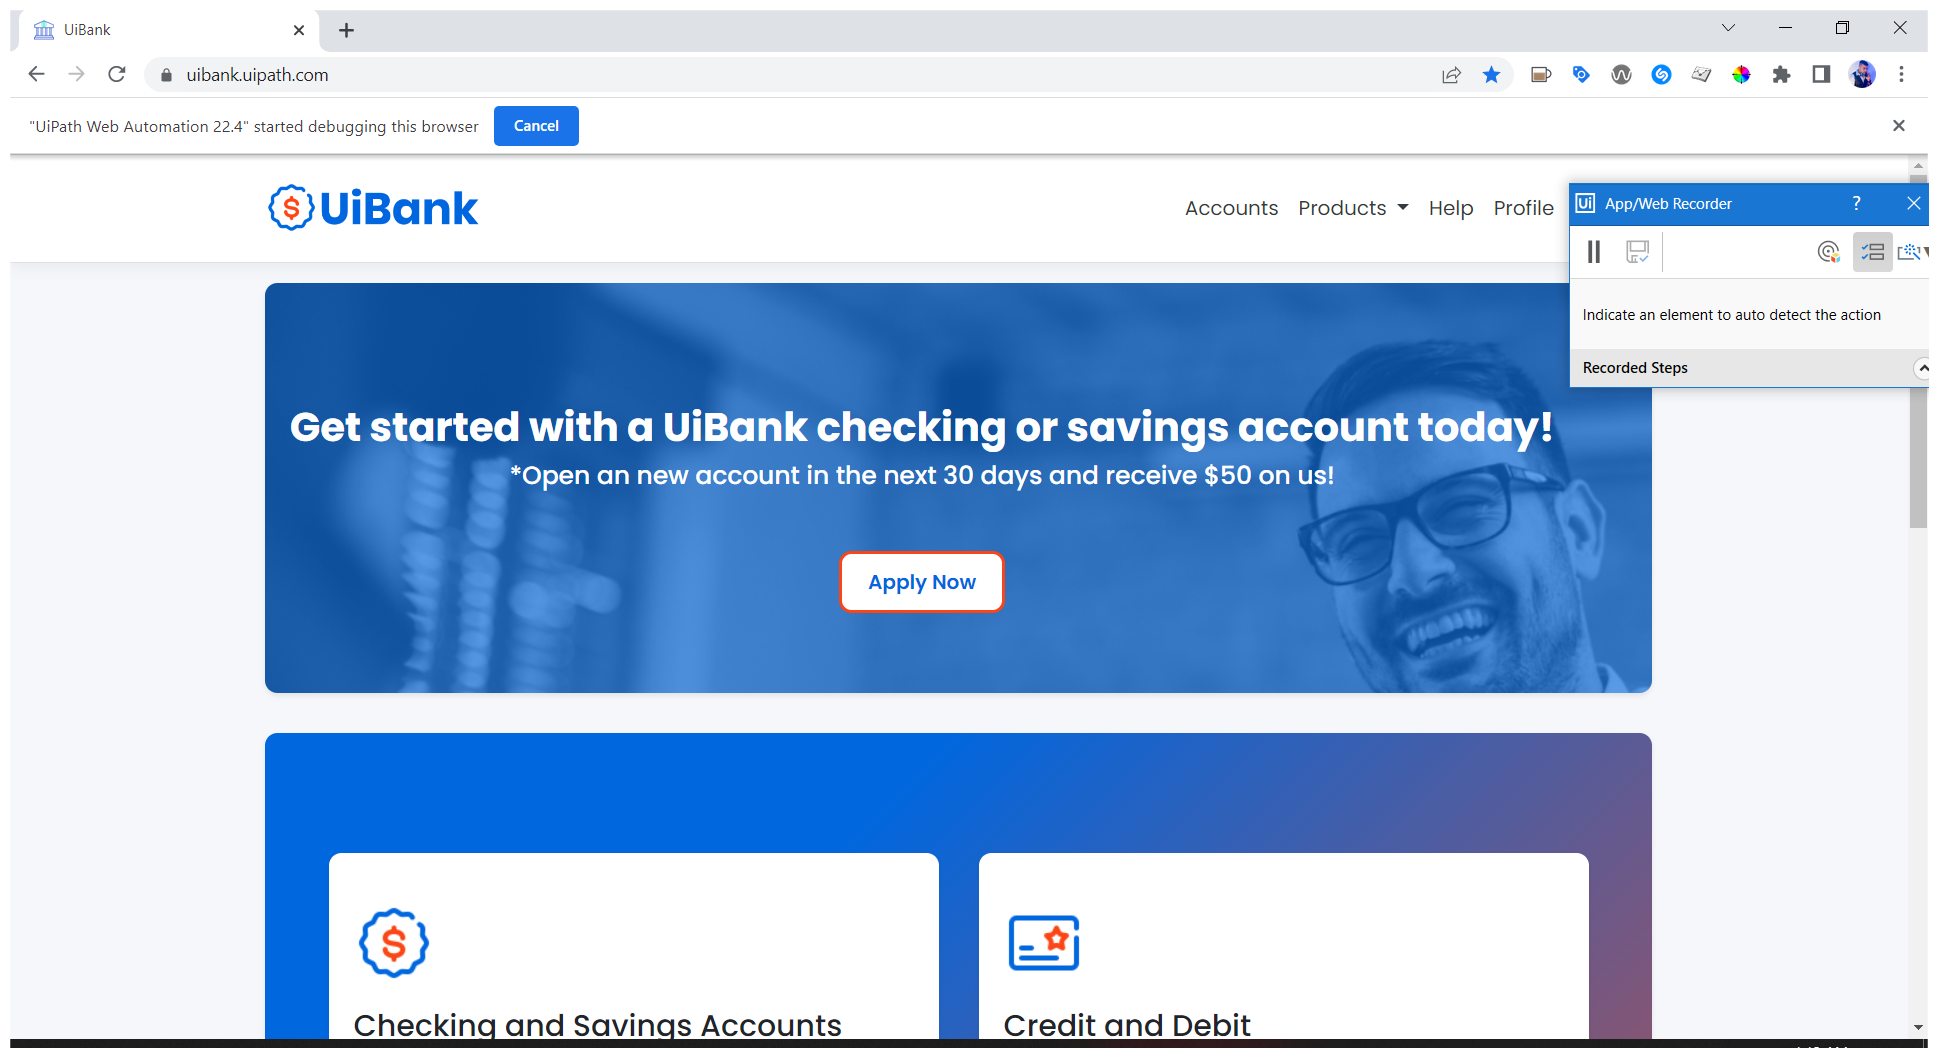 UiBank
uibank.uipath.com
"UiPath Web Automation 22.4" started debugging this browser
Cancel
$ UiBank
Accounts Products Help Profile
Ui App/Web Recorder ?
Indicate an element to auto detect the action
Recorded Steps
Get started with a UiBank checking or savings account today!
*Open an new account in the next 30 days and receive $50 on us!
Apply Now
$
Checking and Savings Accounts
Credit and Debit